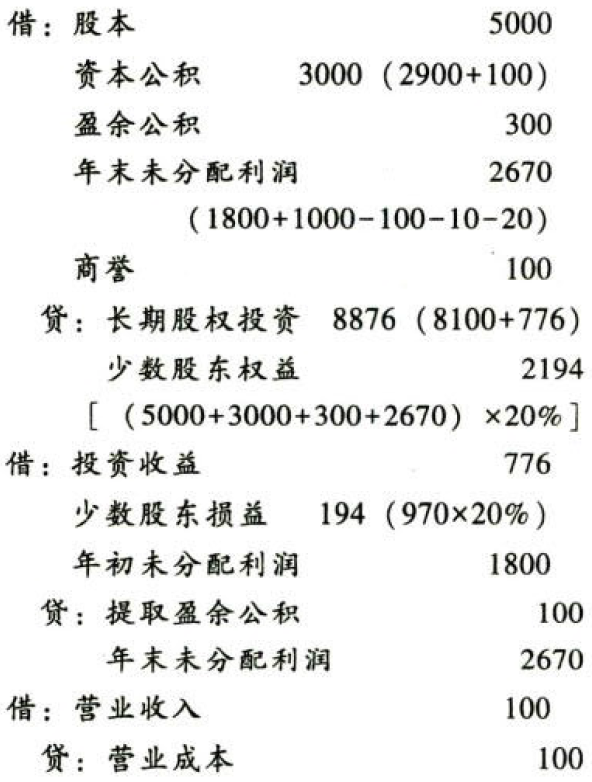 借：股本 5000
资本公积 3000（2900+100）
盈余公积 300
年末未分配利润 2670
（1800+1000-100-10-20）
商誉 100
贷：长期股权投资 8876（8100+776）
少数股东权益 2194
[（5000+3000+300+2670）×20%]
借：投资收益 776
少数股东损益 194（970×20%）
年初未分配利润 1800
贷：提取盈余公积 100
年末未分配利润 2670
借：营业收入 100
贷：营业成本 100